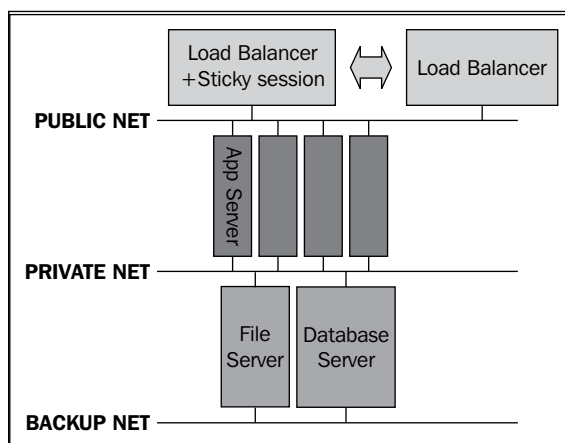 Load Balancer
+Sticky session
Load Balancer
PUBLIC NET
App Server
PRIVATE NET
File
Server
Database
Server
BACKUP NET